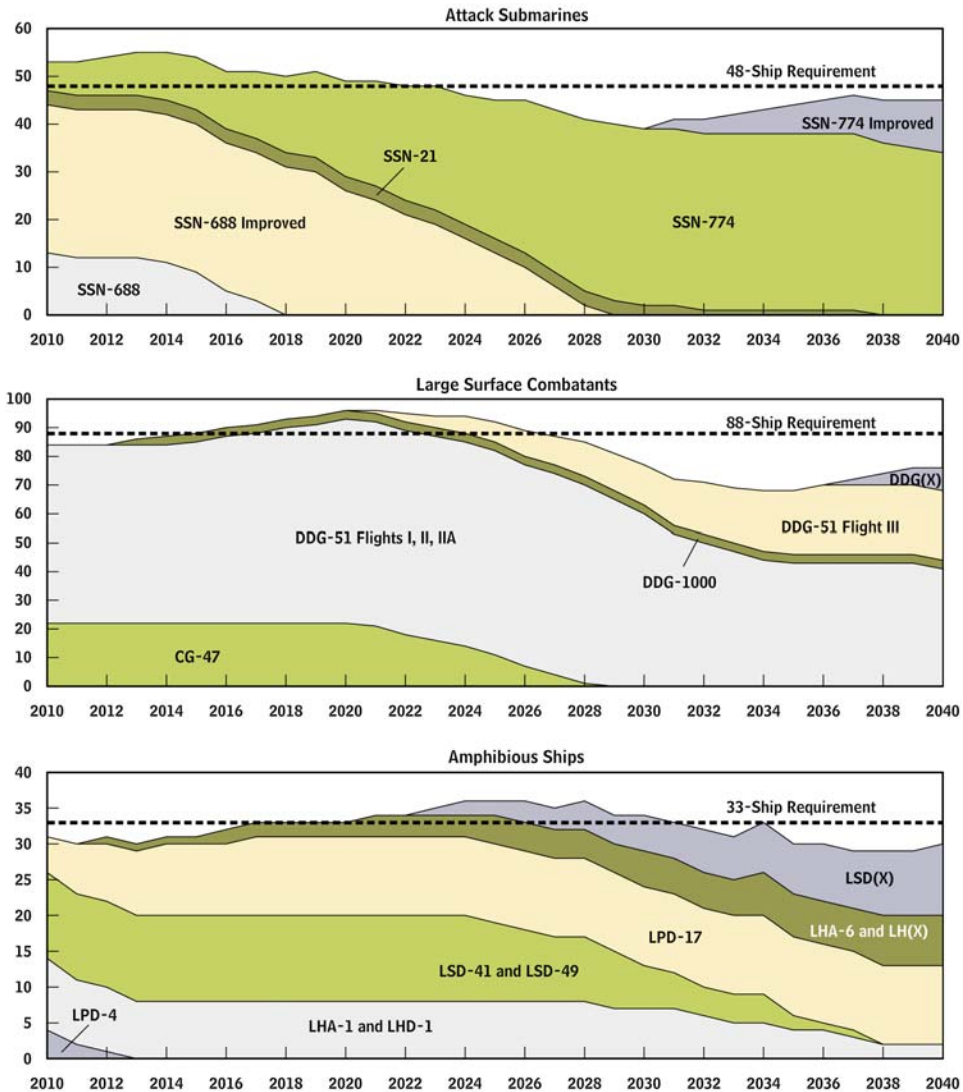 Attack Submarines
60
50
48-Ship Requirement
40
SSN-774 Improved
SSN-21
30
SSN-688 Improved
SSN-774
20
10
SSN-688
0
2010 2012 2014 2016 2018 2020 2022 2024 2026 2028 2030 2032 2034 2036 2038 2040
Large Surface Combatants
100
90
88-Ship Requirement
80
DDG(X)
70
60
DDG-51 Flights I, II, IIA
DDG-51 Flight III
50
40
DDG-1000
30
20
CG-47
10
0
2010 2012 2014 2016 2018 2020 2022 2024 2026 2028 2030 2032 2034 2036 2038 2040
Amphibious Ships
40
35
33-Ship Requirement
30
25
LSD(X)
20
LHA-6 and LH(X)
LPD-17
15
LSD-41 and LSD-49
10
LPD-4
5
LHA-1 and LHD-1
0
2010 2012 2014 2016 2018 2020 2022 2024 2026 2028 2030 2032 2034 2036 2038 2040